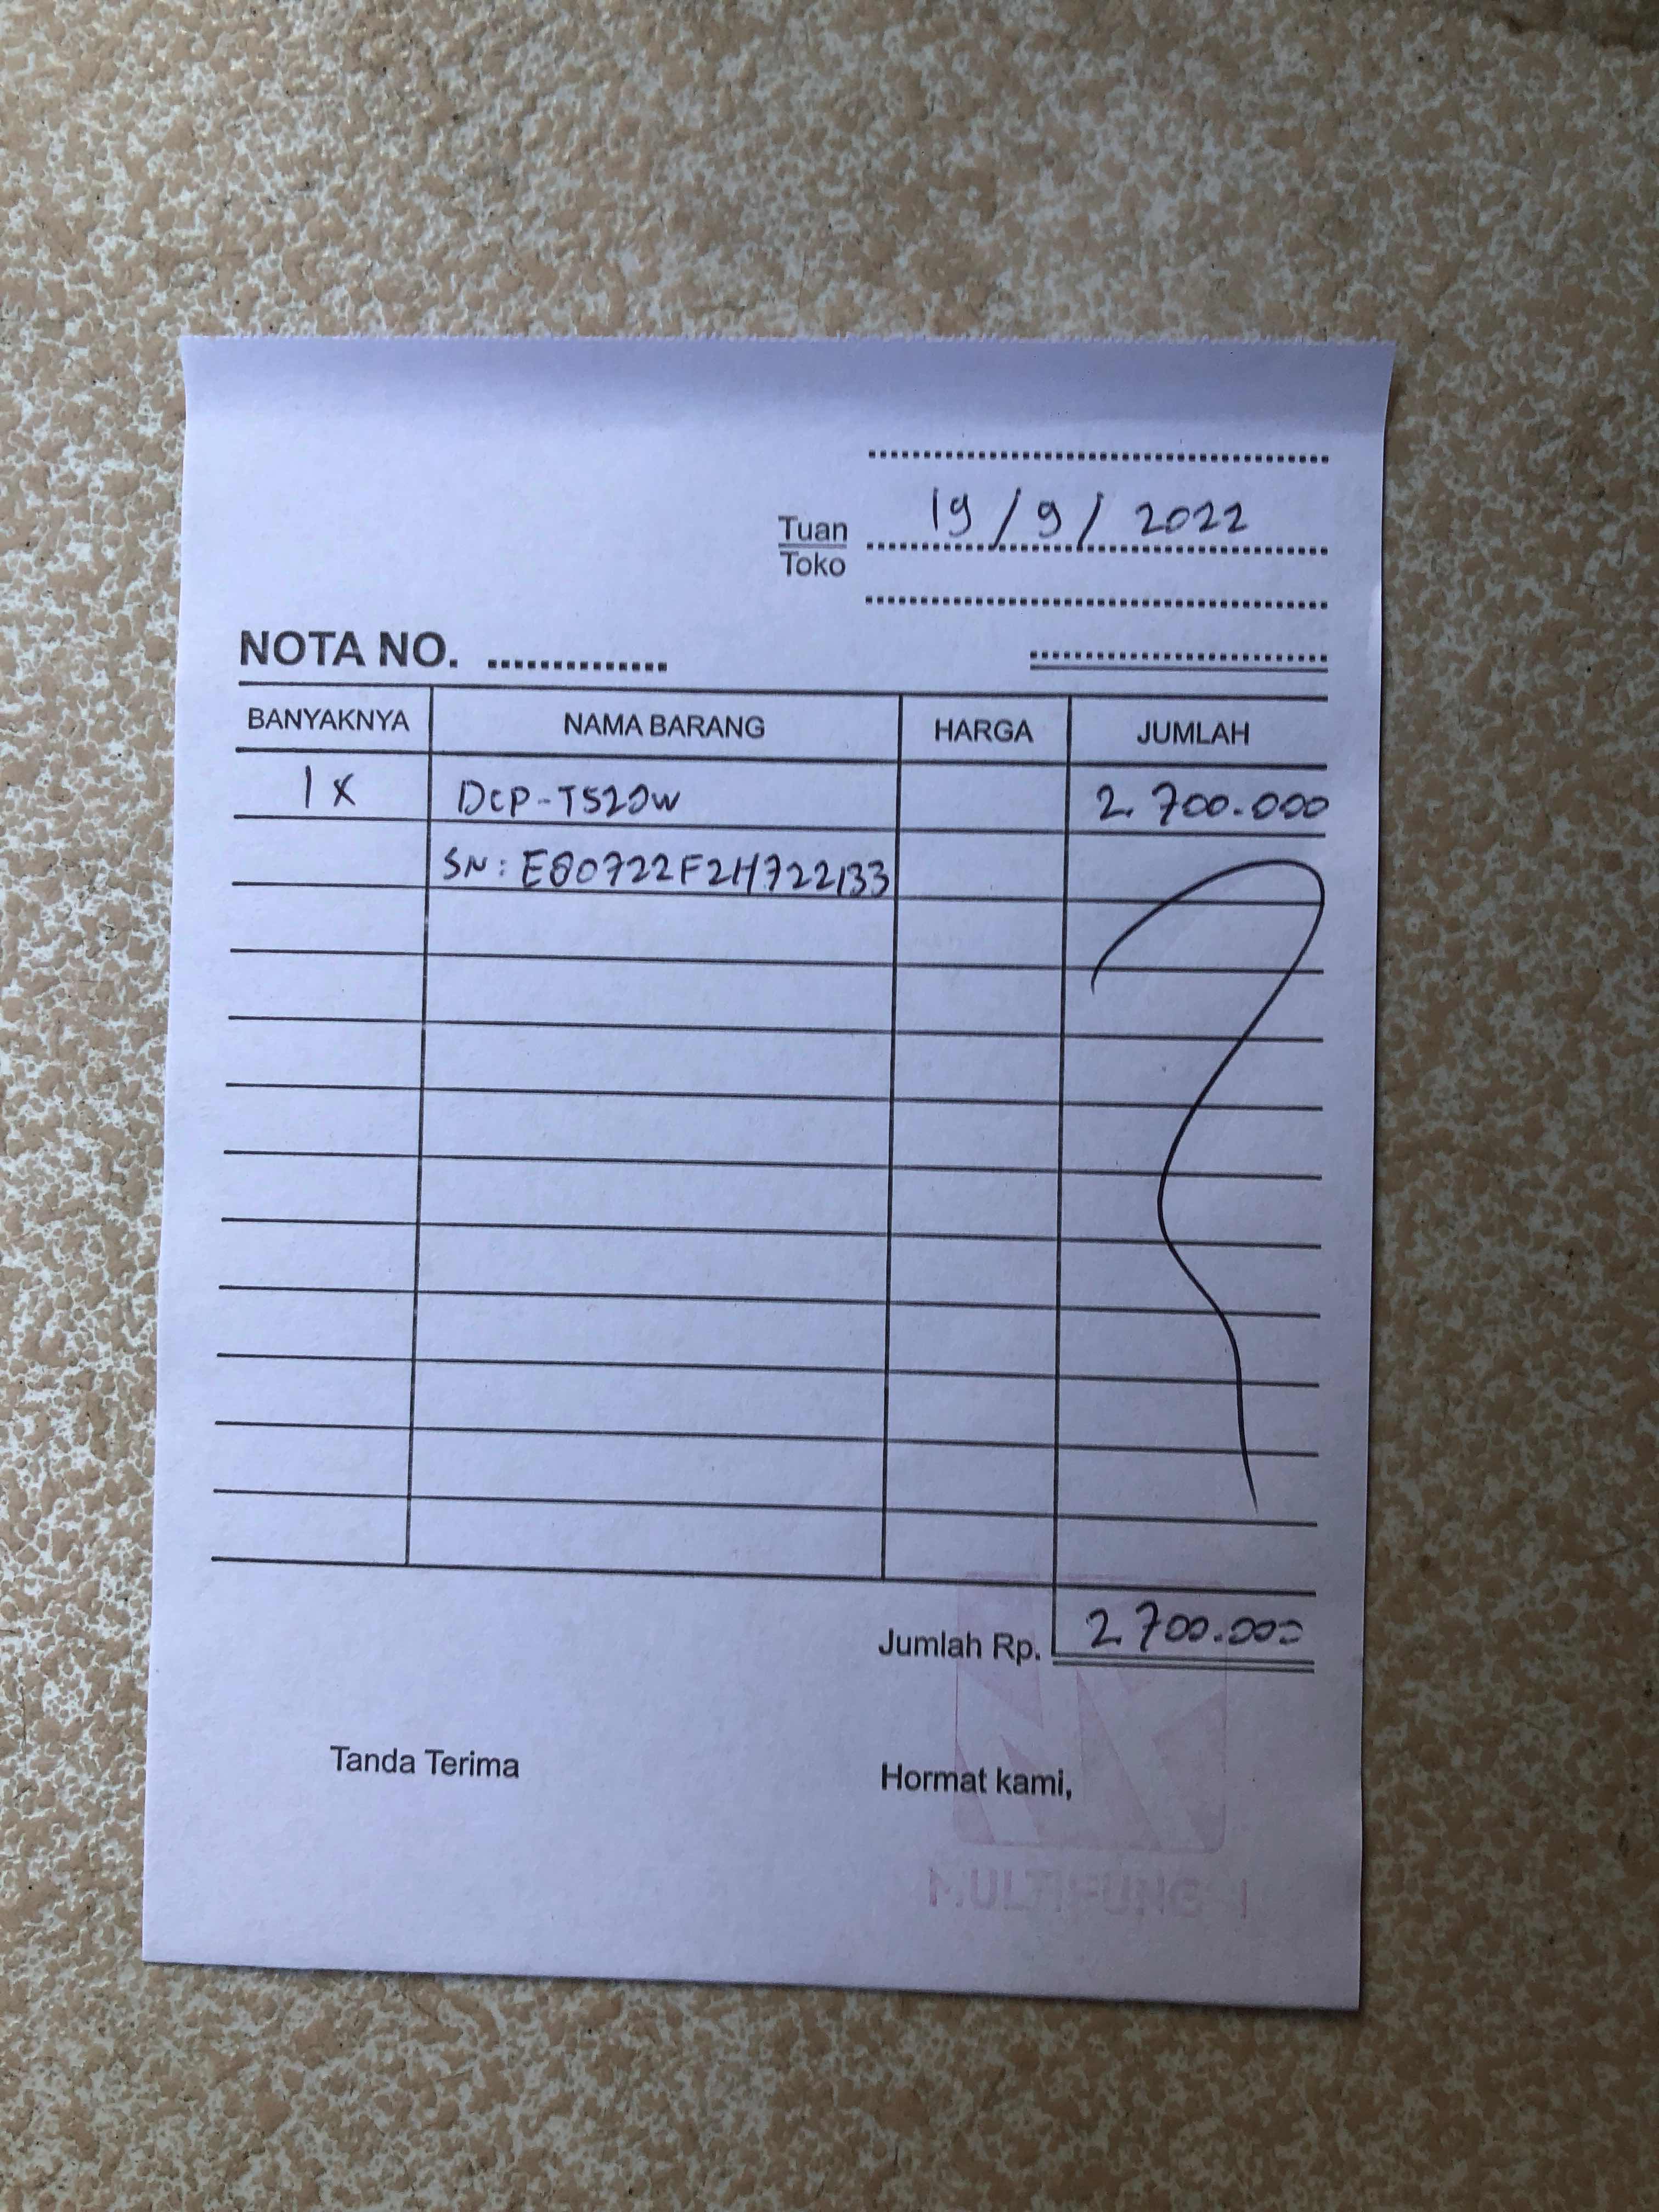 19/9/2022
Tuan
Toko
NOTA NO. ..............
BANYAKNYA NAMA BARANG HARGA JUMLAH
1x DCP-T520W 2.700.000
SN: E80722F2H722133
Jumlah Rp. 2.700.000
Tanda Terima Hormat kami,